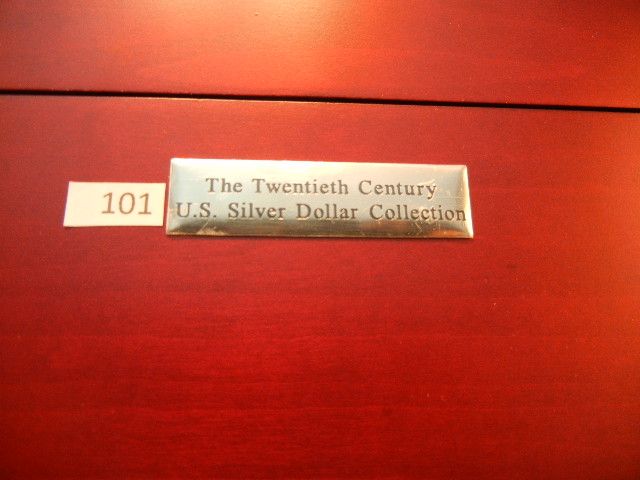 101
The Twentieth Century
U.S. Silver Dollar Collection